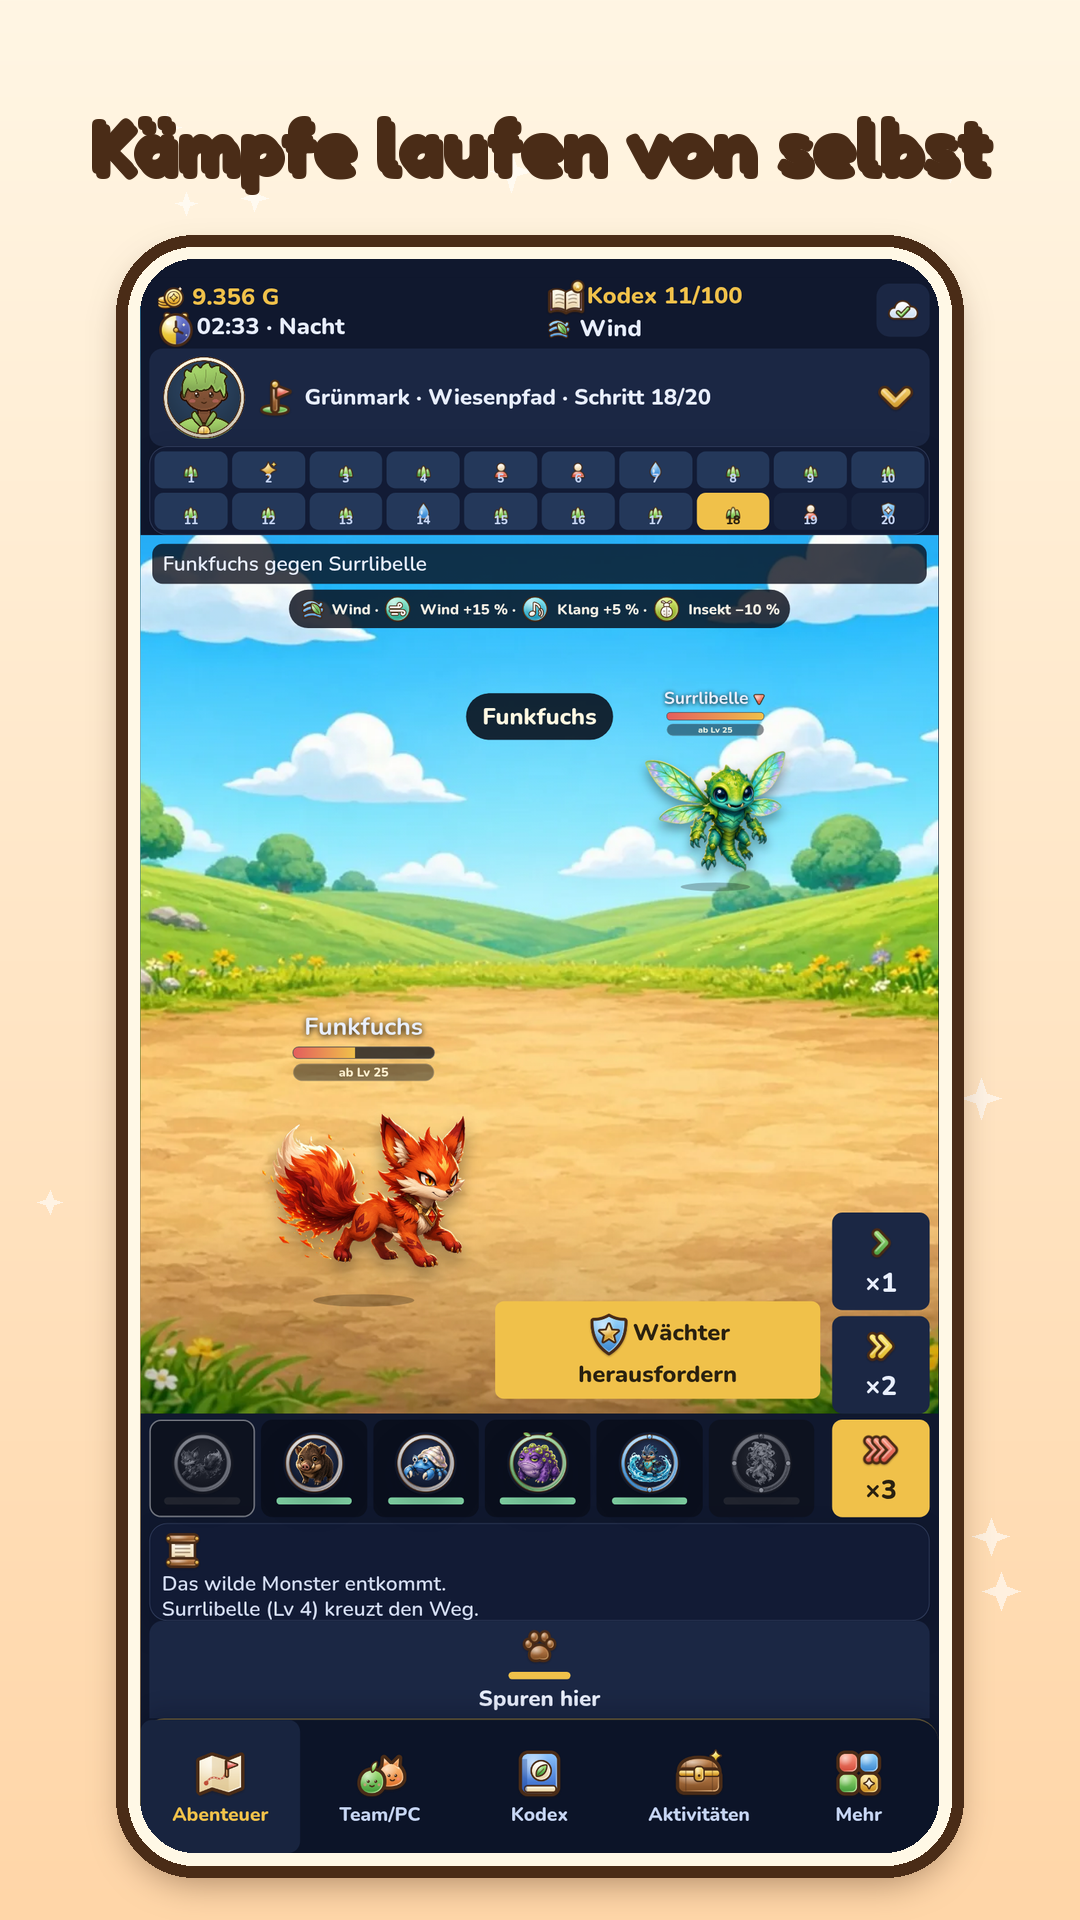 Kämpfe laufen von selbst
9.356 G
Kodex 11/100
02:33 · Nacht
Wind
Grünmark · Wiesenpfad · Schritt 18/20
1 2 3 4 5 6 7 8 9 10
11 12 13 14 15 16 17 18 19 20
Funkfuchs gegen Surrlibelle
Wind · Wind +15 % · Klang +5 % · Insekt −10 %
Surrlibelle
Funkfuchs
ab Lv 25
Funkfuchs
ab Lv 25
×1
Wächter
herausfordern
×2
×3
Das wilde Monster entkommt.
Surrlibelle (Lv 4) kreuzt den Weg.
Spuren hier
Abenteuer
Team/PC
Kodex
Aktivitäten
Mehr